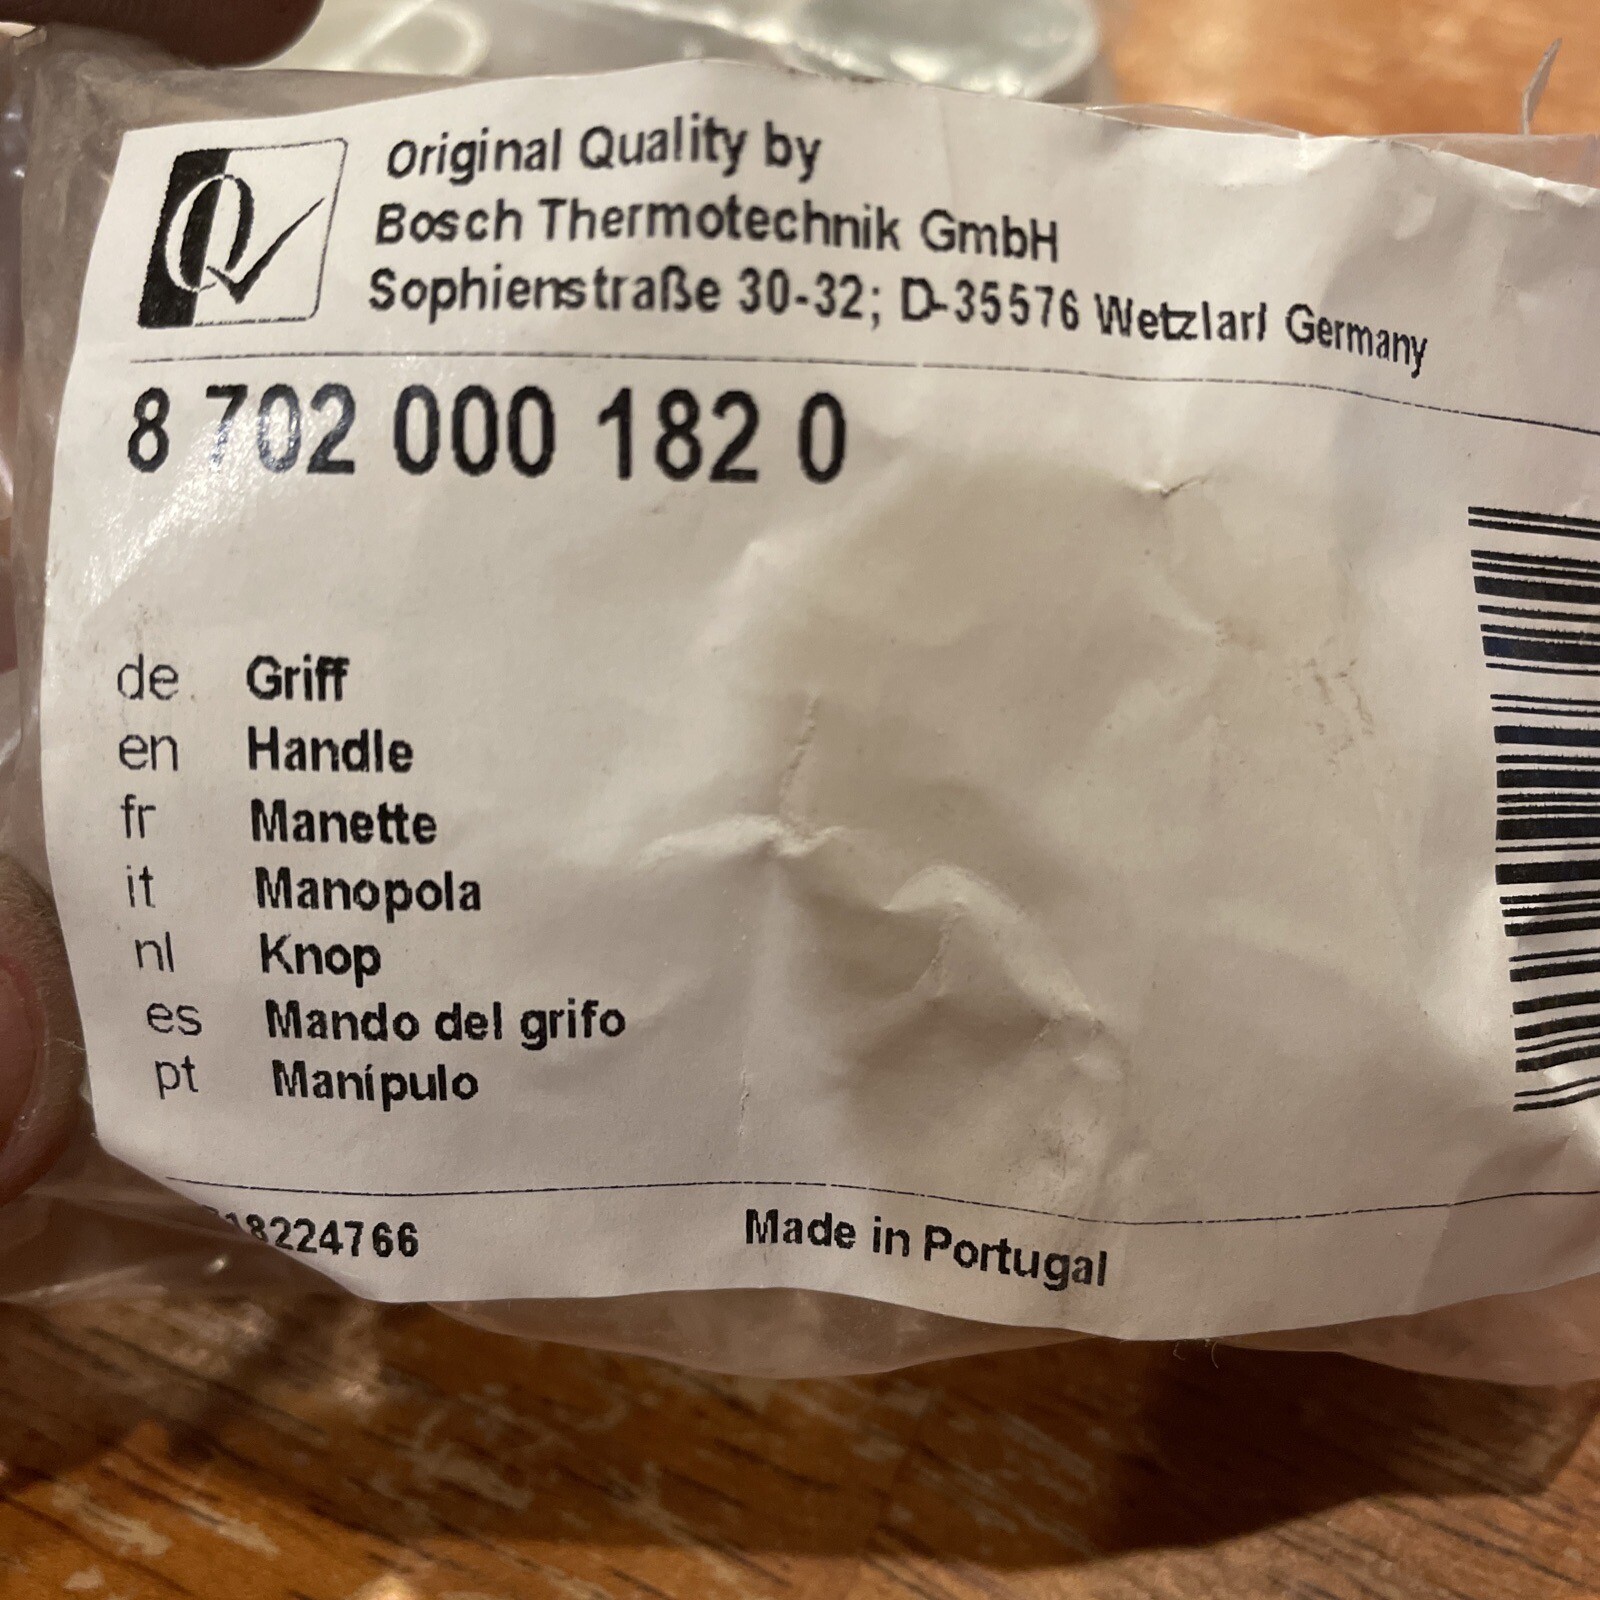 Original Quality by
Bosch Thermotechnik GmbH
Sophienstraße 30-32; D-35576 Wetzlar/ Germany
8 702 000 182 0
de Griff
en Handle
fr Manette
it Manopola
nl Knop
es Mando del grifo
pt Manípulo
18224766 Made in Portugal